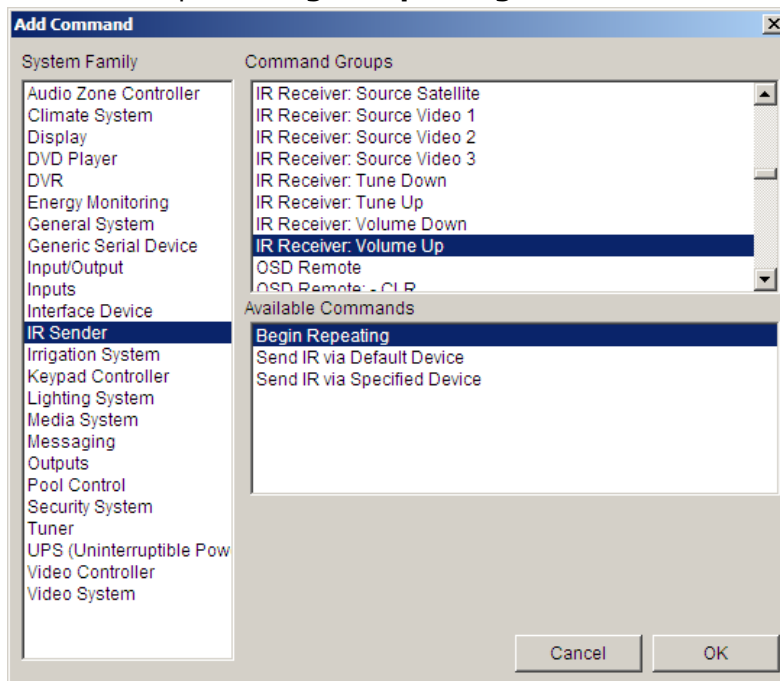 Add Command
System Family
Audio Zone Controller
Climate System
Display
DVD Player
DVR
Energy Monitoring
General System
Generic Serial Device
Input/Output
Inputs
Interface Device
IR Sender
Irrigation System
Keypad Controller
Lighting System
Media System
Messaging
Outputs
Pool Control
Security System
Tuner
UPS (Uninterruptible Pow
Video Controller
Video System
Command Groups
IR Receiver: Source Satellite
IR Receiver: Source Video 1
IR Receiver: Source Video 2
IR Receiver: Source Video 3
IR Receiver: Tune Down
IR Receiver: Tune Up
IR Receiver: Volume Down
IR Receiver: Volume Up
OSD Remote
OSD Remote: - CLR
Available Commands
Begin Repeating
Send IR via Default Device
Send IR via Specified Device
Cancel
OK